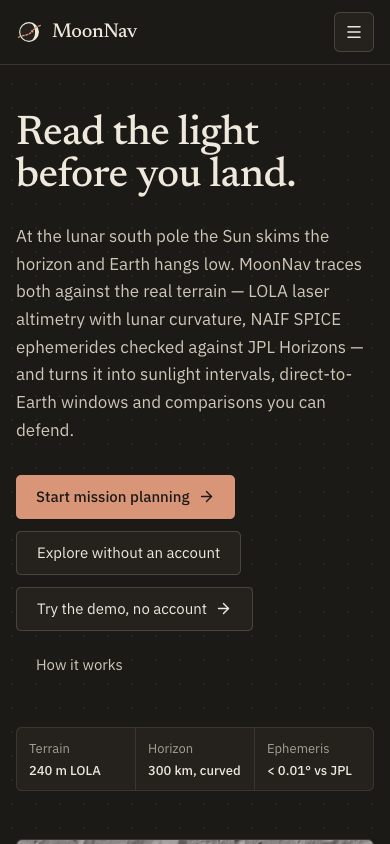 MoonNav
Read the light
before you land.
At the lunar south pole the Sun skims the
horizon and Earth hangs low. MoonNav traces
both against the real terrain — LOLA laser
altimetry with lunar curvature, NAIF SPICE
ephemerides checked against JPL Horizons —
and turns it into sunlight intervals, direct-to-
Earth windows and comparisons you can
defend.
Start mission planning →
Explore without an account
Try the demo, no account →
How it works
Terrain
240 m LOLA
Horizon
300 km, curved
Ephemeris
< 0.01° vs JPL